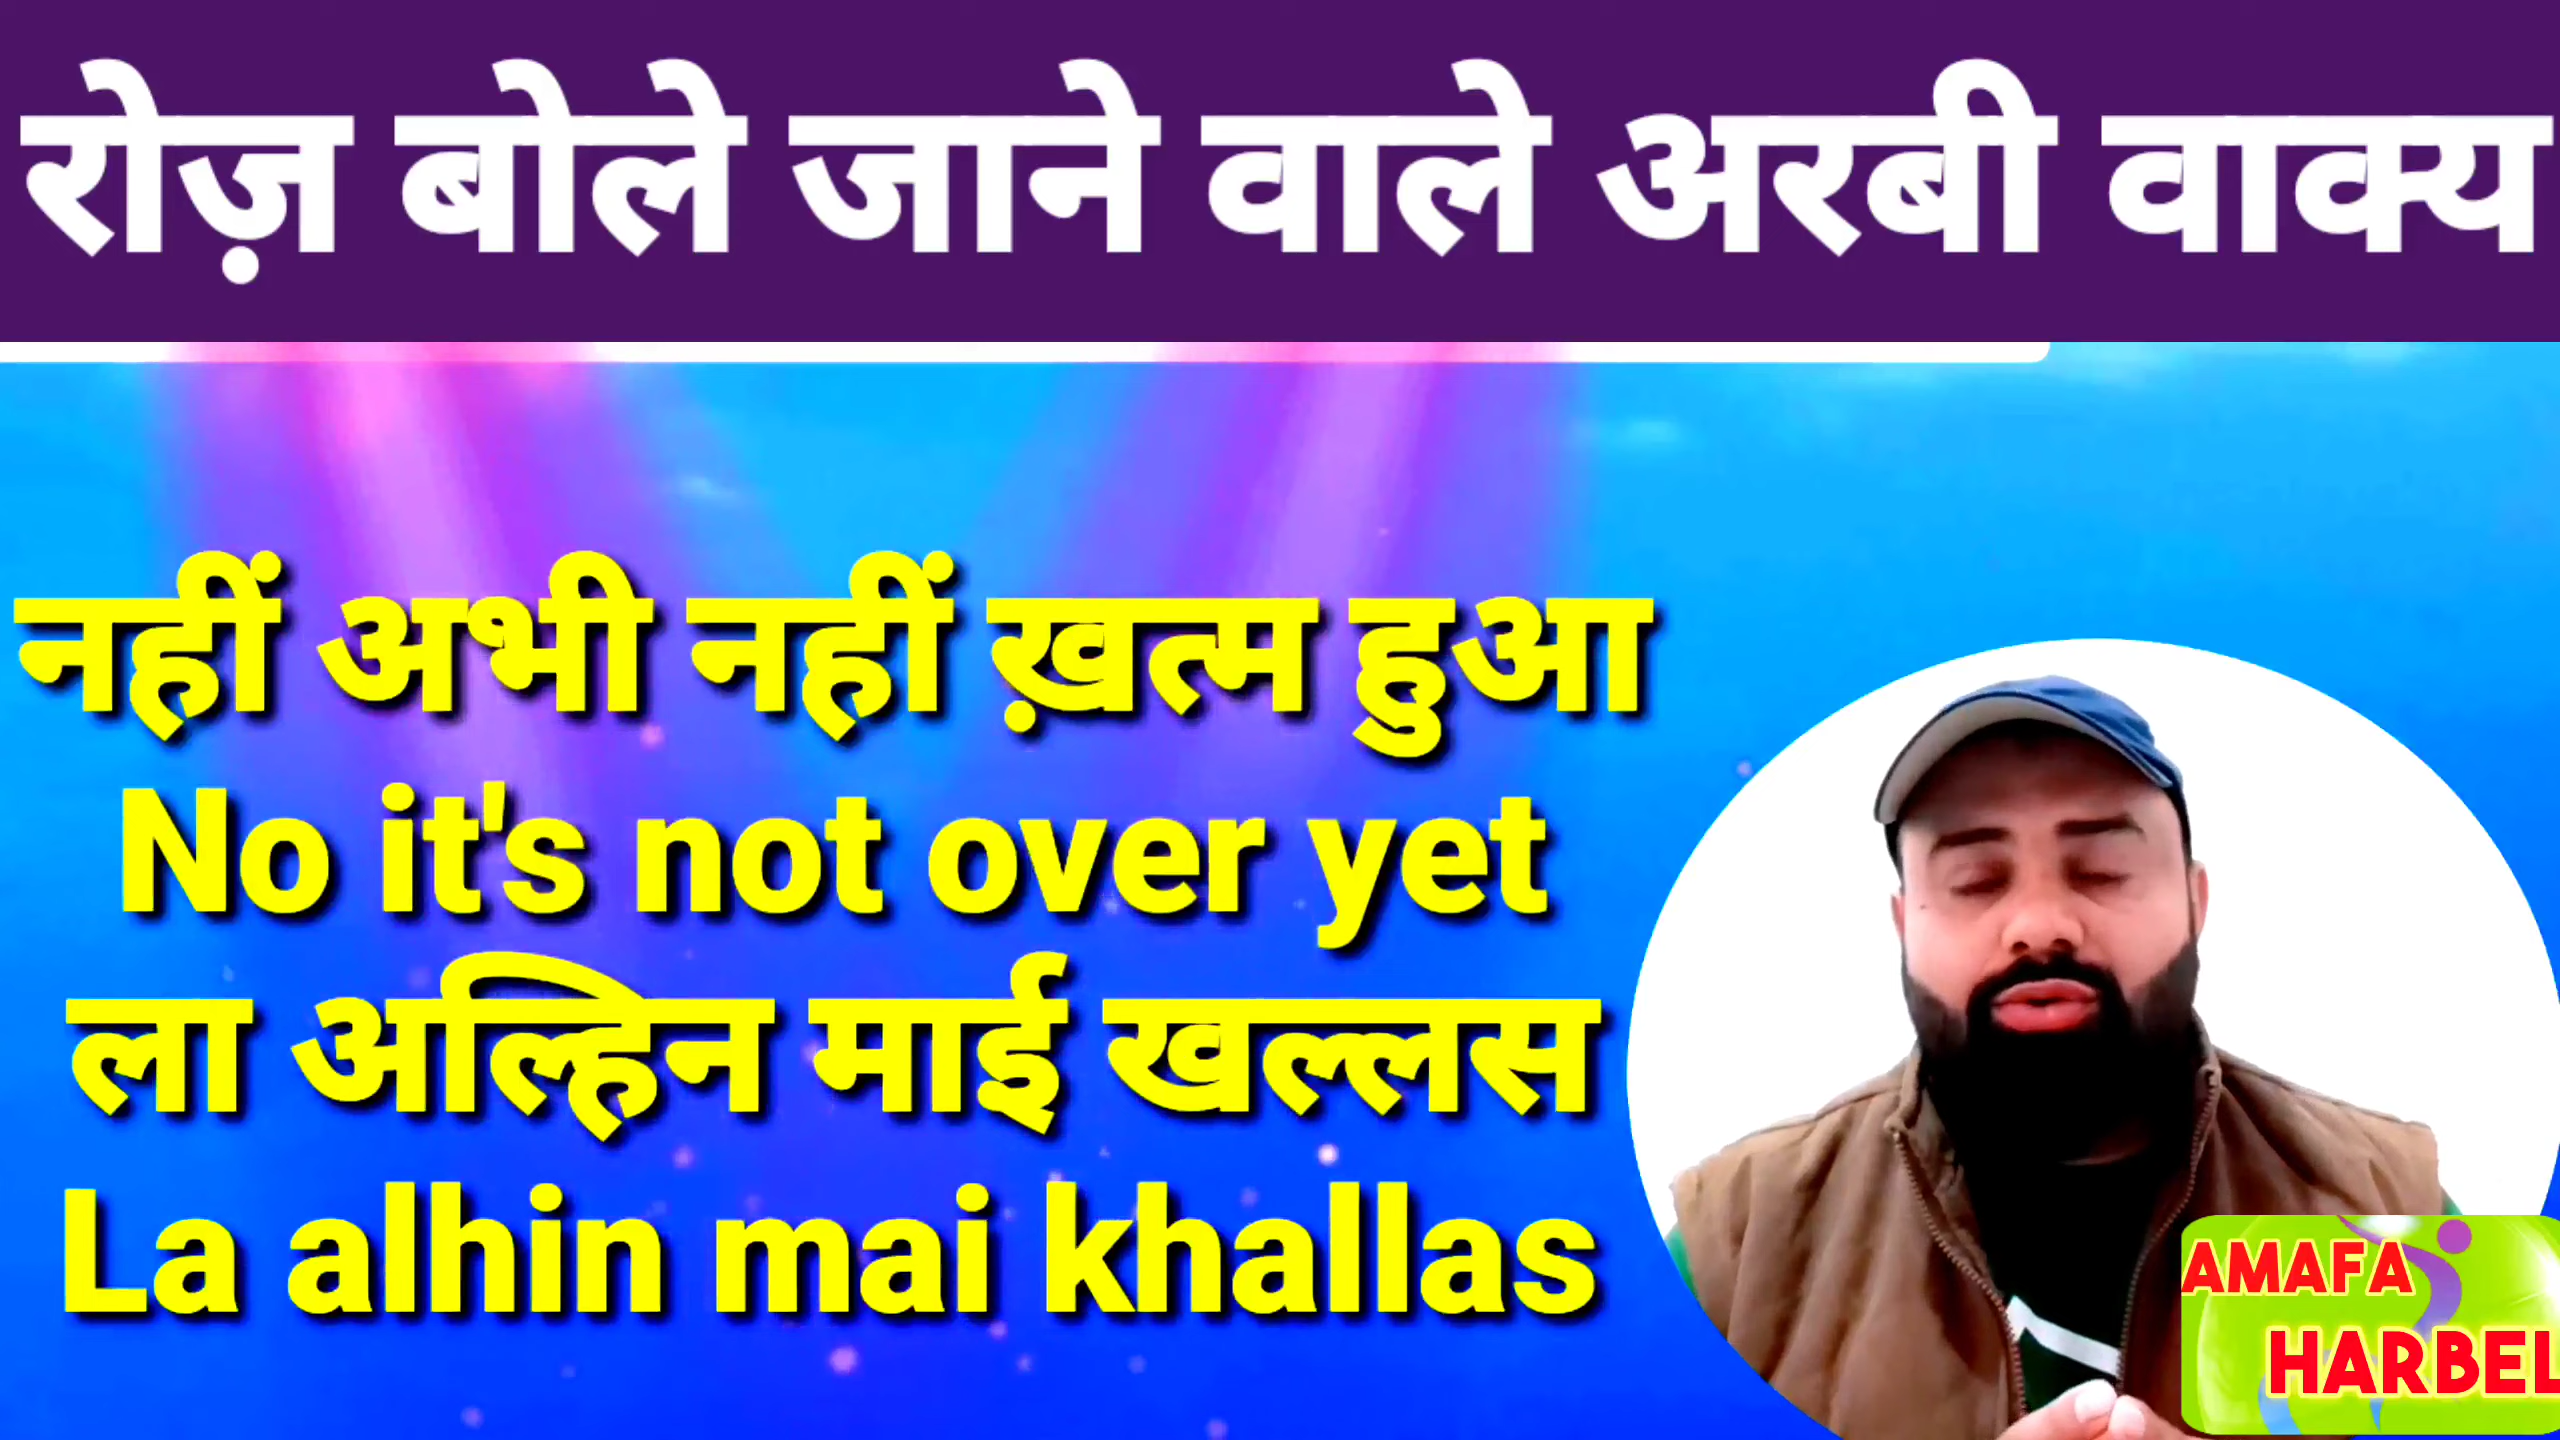 रोज़ बोले जाने वाले अरबी वाक्य
नहीं अभी नहीं ख़त्म हुआ
No it's not over yet
ला अल्हिन माई खल्लस
La alhin mai khallas
AMAFA
HARBEL